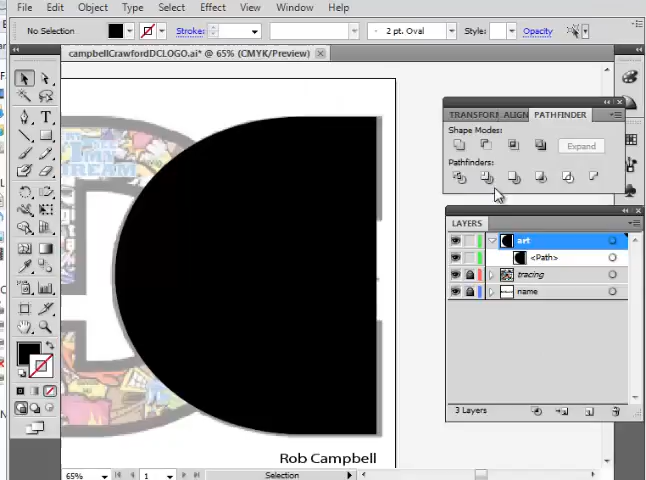 File Edit Object Type Select Effect View Window Help
No Selection Stroke: 2 pt. Oval Style: Opacity
campbellCrawfordDCLOGO.ai* @ 65% (CMYK/Preview)
TRANSFORM ALIGN PATHFINDER
Shape Modes:
Expand
Pathfinders:
MY
DREAM
LAYERS
art
<Path>
tracing
name
3 Layers
Rob Campbell
65% 1 Selection